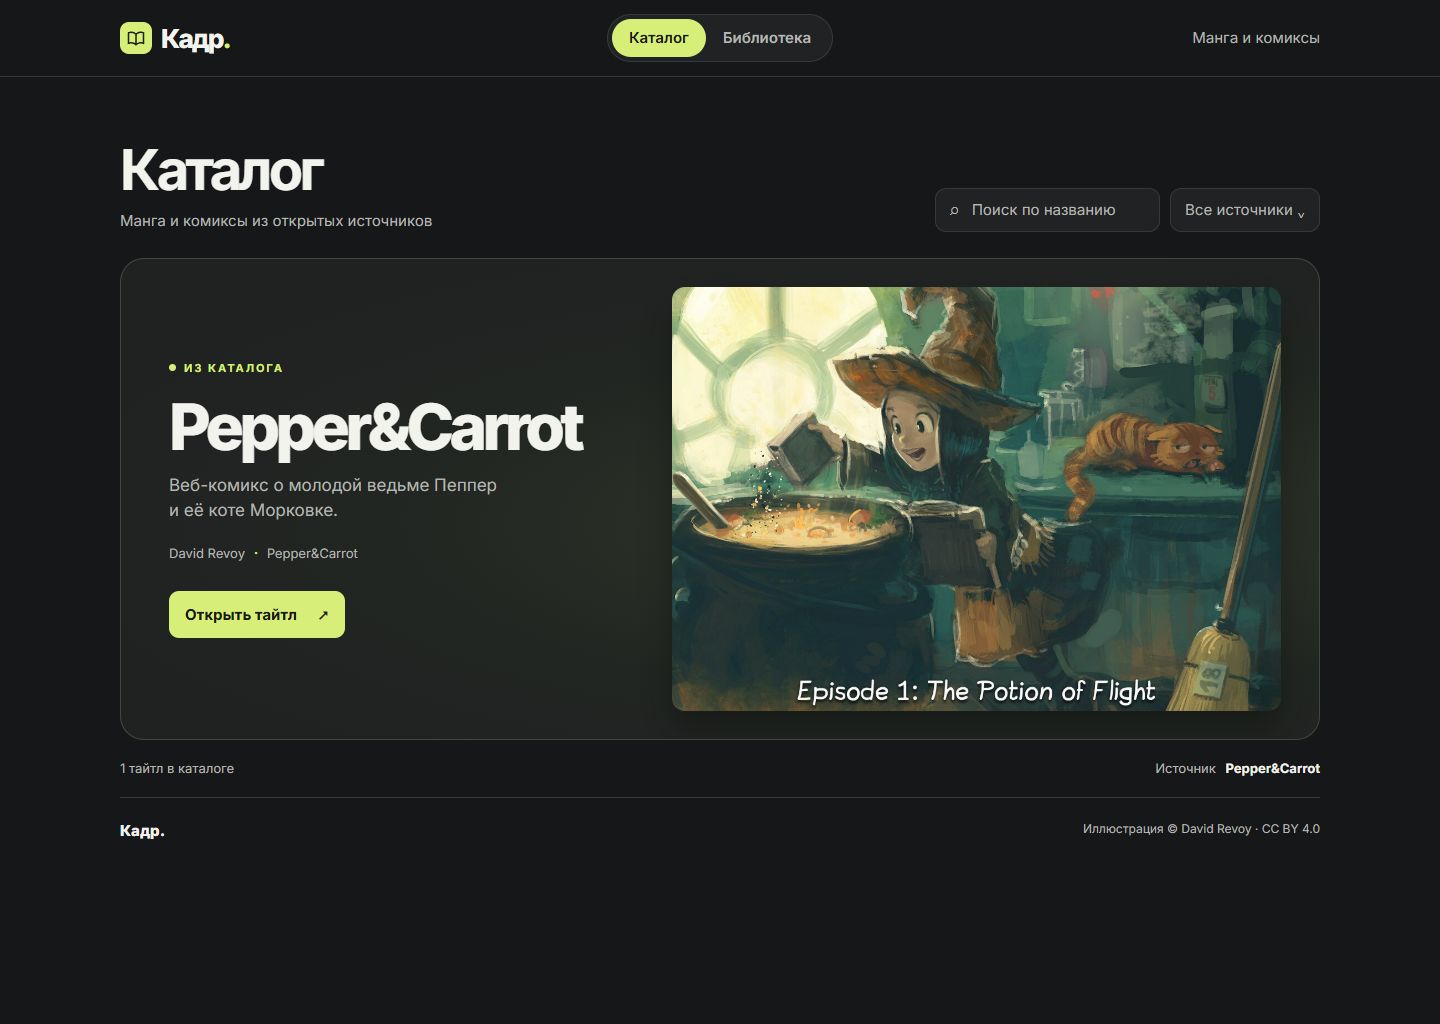 Кадр.
Каталог
Библиотека
Манга и комиксы
Каталог
Манга и комиксы из открытых источников
Поиск по названию
Все источники
ИЗ КАТАЛОГА
Pepper&Carrot
Веб-комикс о молодой ведьме Пеппер
и её коте Морковке.
David Revoy · Pepper&Carrot
Открыть тайтл ↗
Episode 1: The Potion of Flight
18
1 тайтл в каталоге
Источник Pepper&Carrot
Кадр.
Иллюстрация © David Revoy · CC BY 4.0